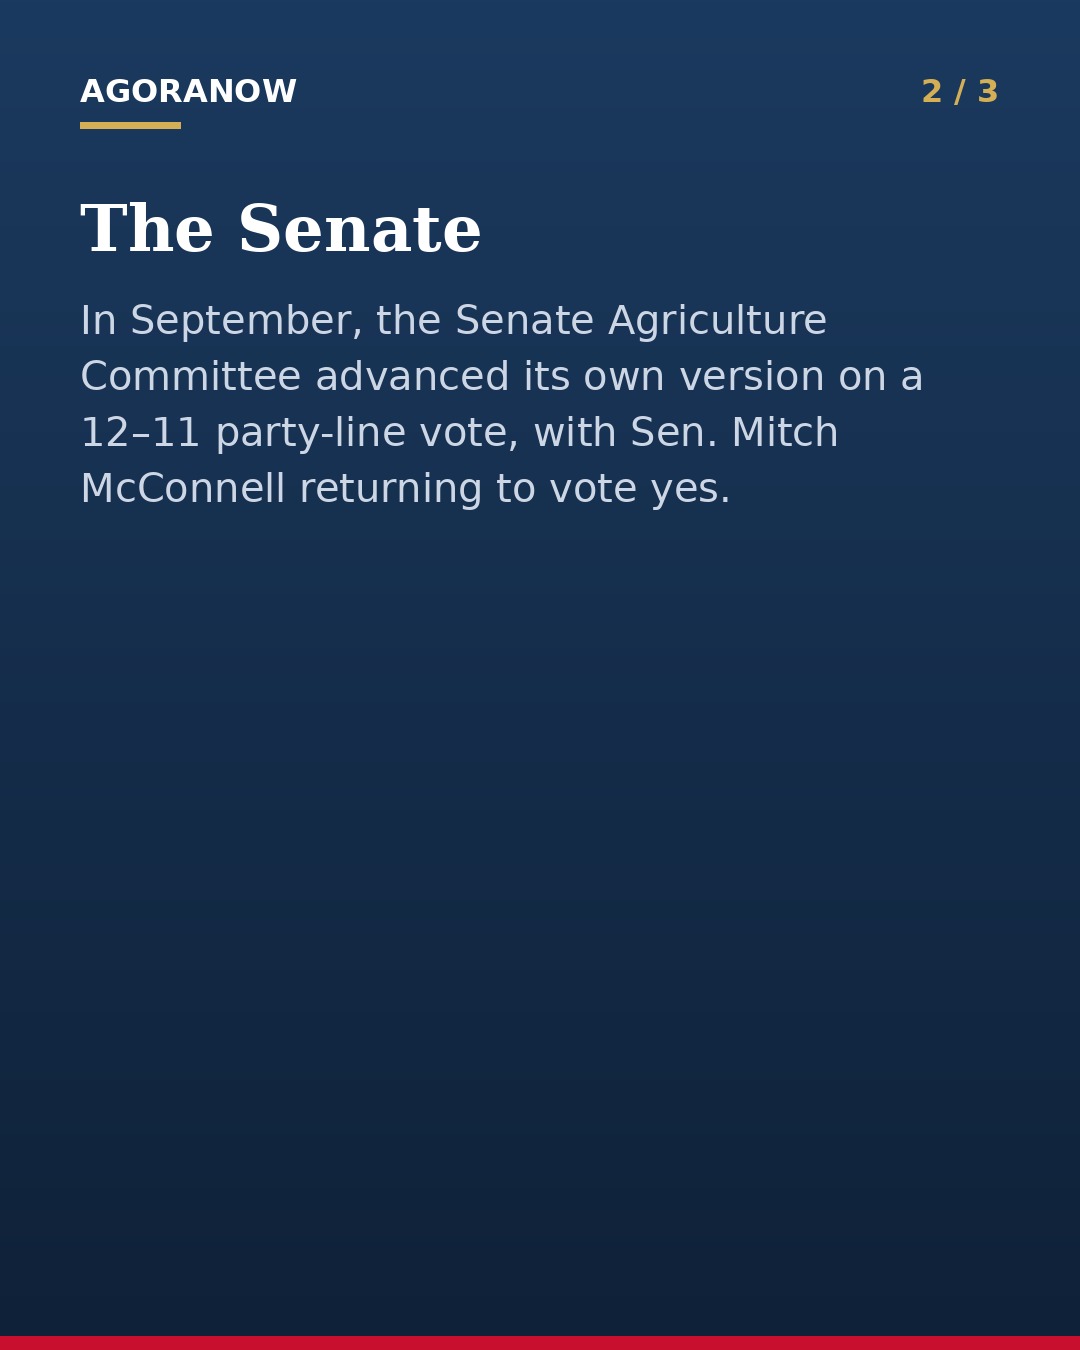 AGORANOW
2 / 3
The Senate
In September, the Senate Agriculture
Committee advanced its own version on a
12–11 party-line vote, with Sen. Mitch
McConnell returning to vote yes.